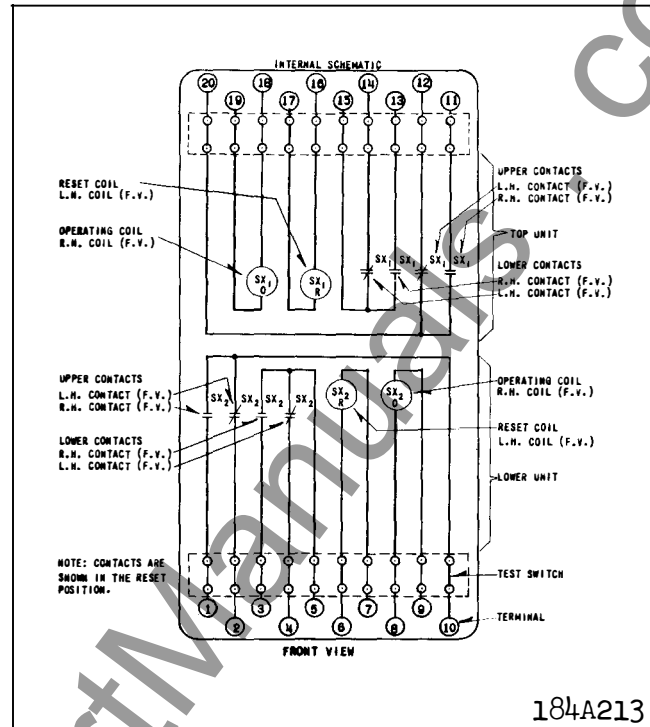 INTERNAL SCHEMATIC
20 18 16 14 12
19 17 15 13 11
RESET COIL
L.H. COIL (F.V.)
OPERATING COIL
R.H. COIL (F.V.)
SX1
O
SX1
R
SX1 SX1 SX1 SX1
UPPER CONTACTS
L.H. CONTACT (F.V.)
R.H. CONTACT (F.V.)
TOP UNIT
LOWER CONTACTS
R.H. CONTACT (F.V.)
L.H. CONTACT (F.V.)
UPPER CONTACTS
L.H. CONTACT (F.V.)
R.H. CONTACT (F.V.)
LOWER CONTACTS
R.H. CONTACT (F.V.)
L.H. CONTACT (F.V.)
SX2 SX2 SX2 SX2
SX2
R
SX2
O
OPERATING COIL
R.H. COIL (F.V.)
RESET COIL
L.H. COIL (F.V.)
LOWER UNIT
NOTE: CONTACTS ARE
SHOWN IN THE RESET
POSITION.
TEST SWITCH
1 3 5 7 9
2 4 6 8 10
TERMINAL
FRONT VIEW
184A213
rtManuals.co